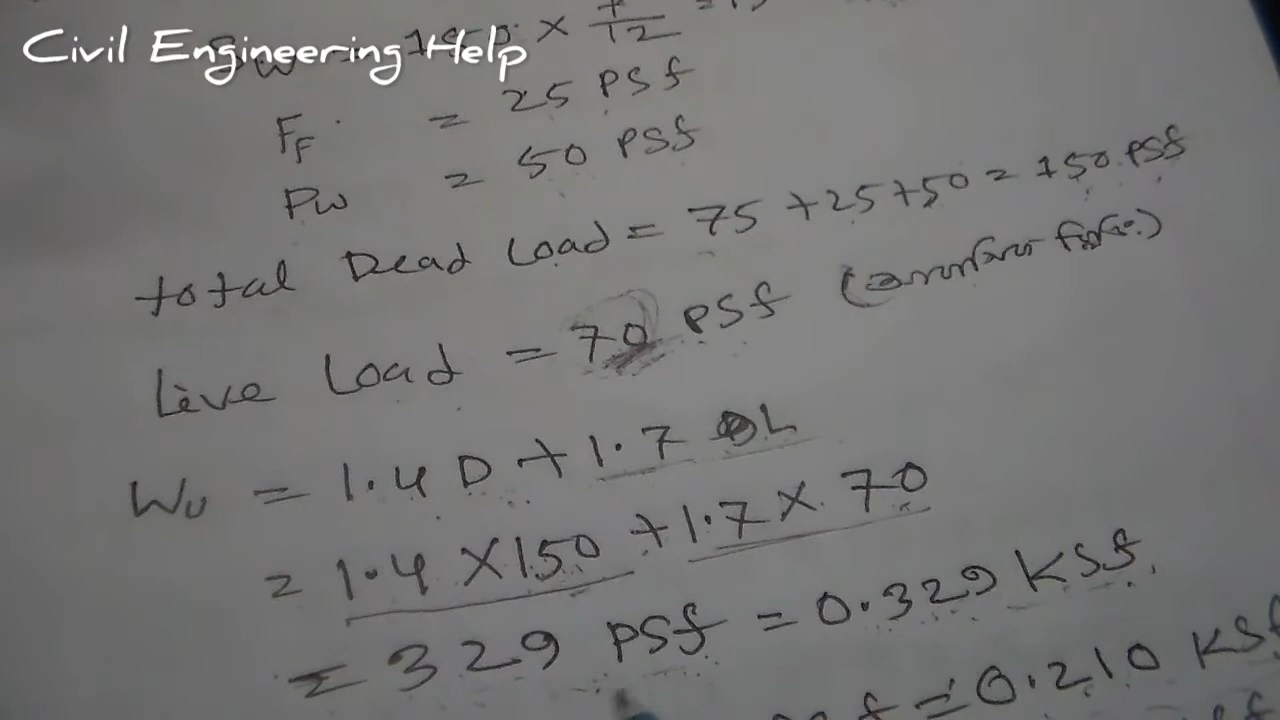 Civil Engineering Help
× /12
FF = 25 PSf
PW = 50 PSf
total Dead Load = 75 + 25 + 50 = 150 PSf
Live Load = 70 PSf
WU = 1.4 D + 1.7 L
= 1.4 × 150 + 1.7 × 70
= 329 PSf = 0.329 KSf
= 0.210 KSf